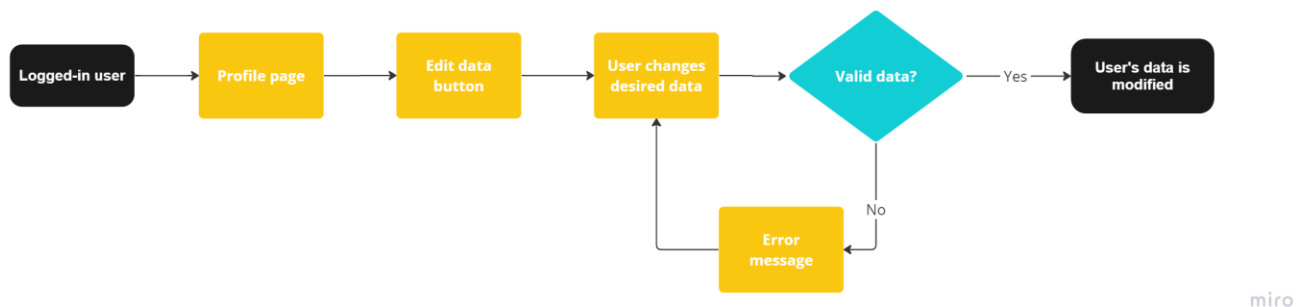 Logged-in user
Profile page
Edit data
button
User changes
desired data
Valid data?
Yes
User's data is
modified
No
Error
message
miro